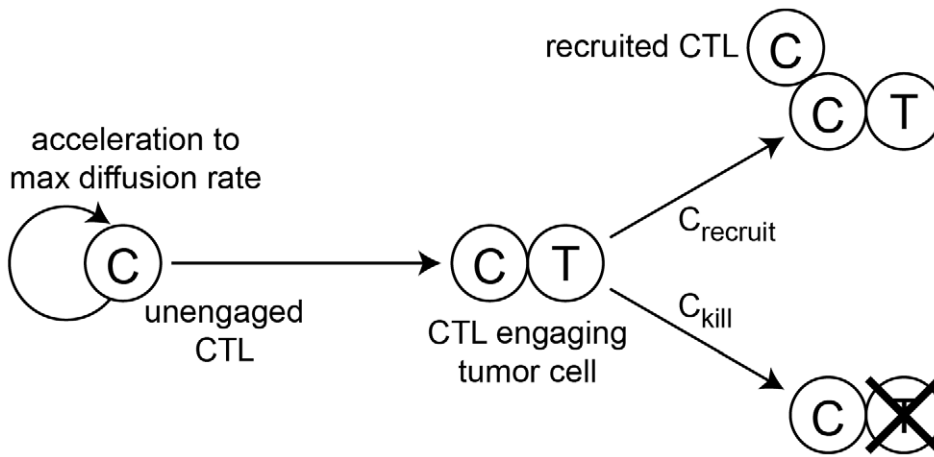 recruited CTL
C
C T
acceleration to
max diffusion rate
C
unengaged
CTL
C T
CTL engaging
tumor cell
C_recruit
C_kill
C T